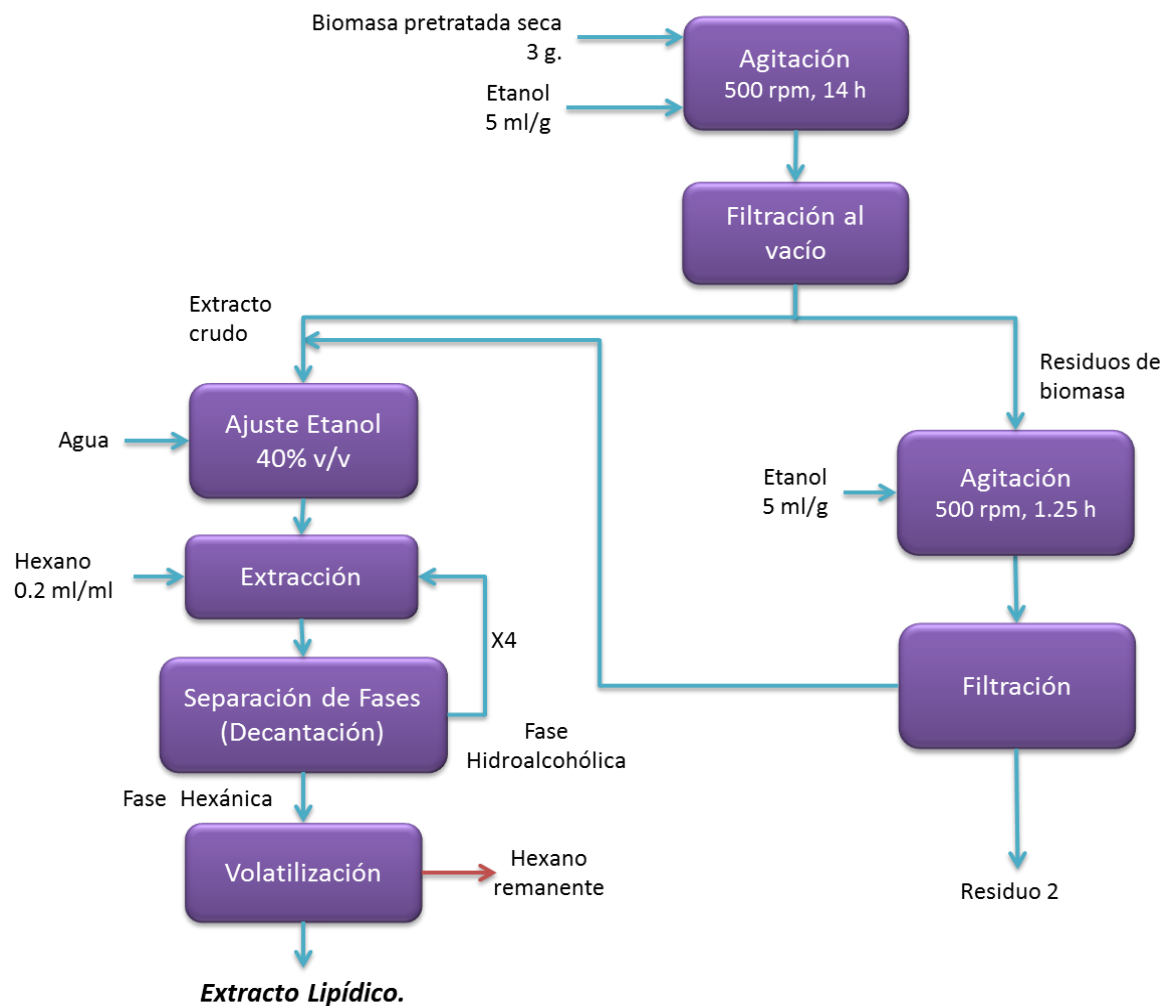 Biomasa pretratada seca
3 g.
Etanol
5 ml/g
Agitación
500 rpm, 14 h
Filtración al
vacío
Extracto
crudo
Residuos de
biomasa
Agua
Ajuste Etanol
40% v/v
Etanol
5 ml/g
Agitación
500 rpm, 1.25 h
Hexano
0.2 ml/ml
Extracción
X4
Separación de Fases
(Decantación)
Fase
Hidroalcohólica
Filtración
Fase Hexánica
Volatilización
Hexano
remanente
Residuo 2
Extracto Lipídico.